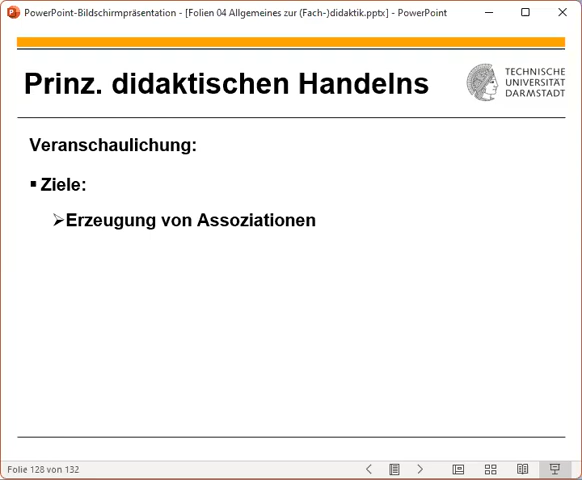 PowerPoint-Bildschirmpräsentation - [Folien 04 Allgemeines zur (Fach-)didaktik.pptx] - PowerPoint
Prinz. didaktischen Handelns
TECHNISCHE
UNIVERSITÄT
DARMSTADT
Veranschaulichung:
▪ Ziele:
➢Erzeugung von Assoziationen
Folie 128 von 132